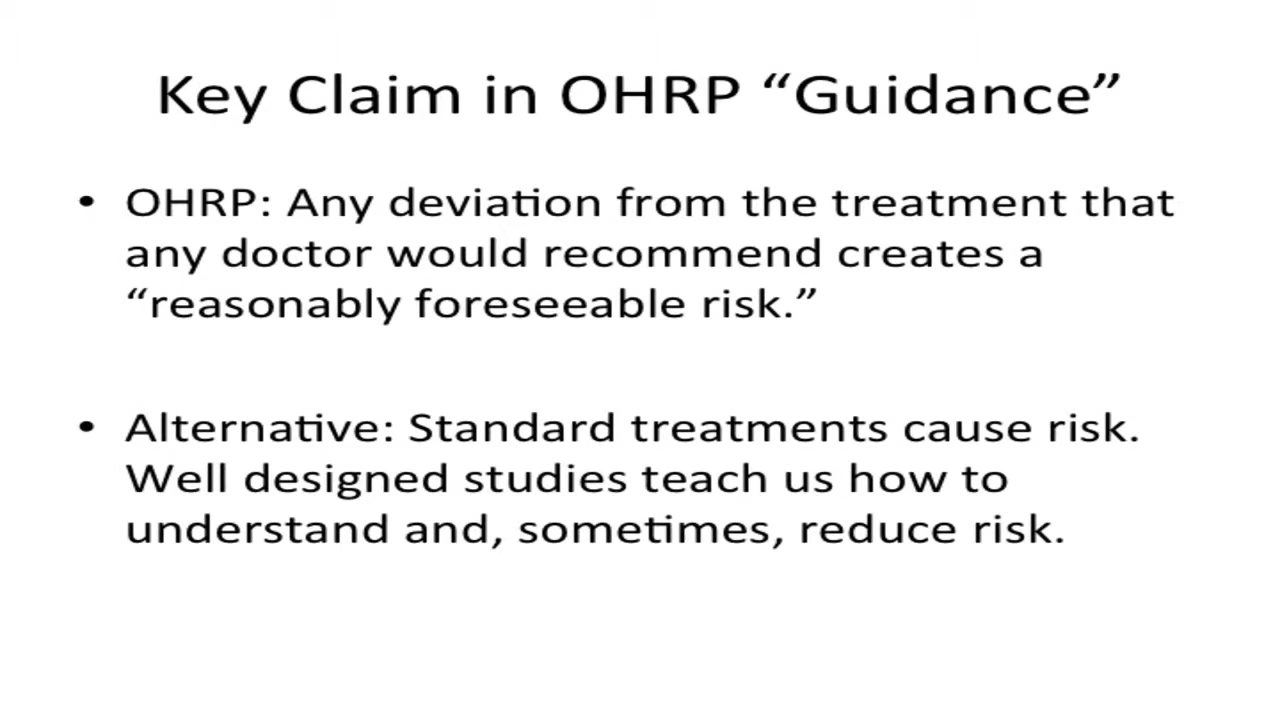 Key Claim in OHRP “Guidance”
• OHRP: Any deviation from the treatment that
any doctor would recommend creates a
“reasonably foreseeable risk.”
• Alternative: Standard treatments cause risk.
Well designed studies teach us how to
understand and, sometimes, reduce risk.